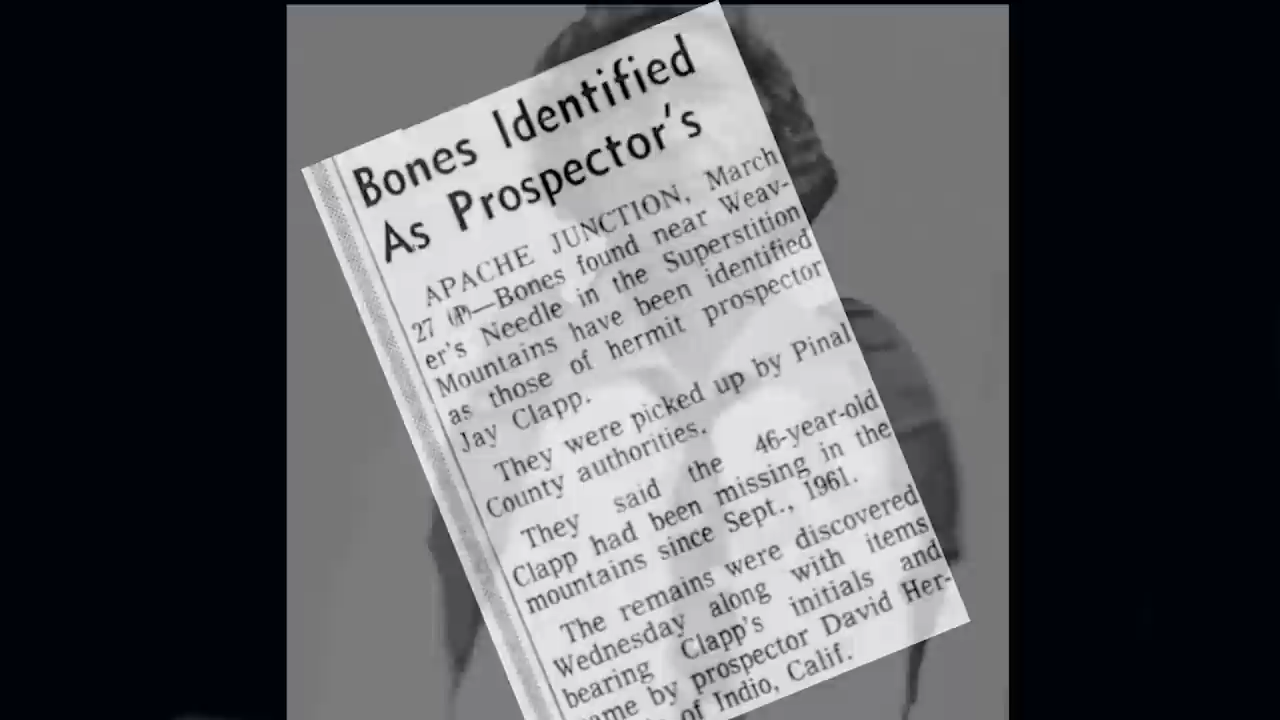 Bones Identified
As Prospector's
APACHE JUNCTION, March
27 (AP)—Bones found near Weav-
er's Needle in the Superstition
Mountains have been identified
as those of hermit prospector
Jay Clapp.
They were picked up by Pinal
County authorities.
They said the 46-year-old
Clapp had been missing in the
mountains since Sept., 1961.
The remains were discovered
Wednesday along with items
bearing Clapp's initials and
name by prospector David Her-
of Indio, Calif.